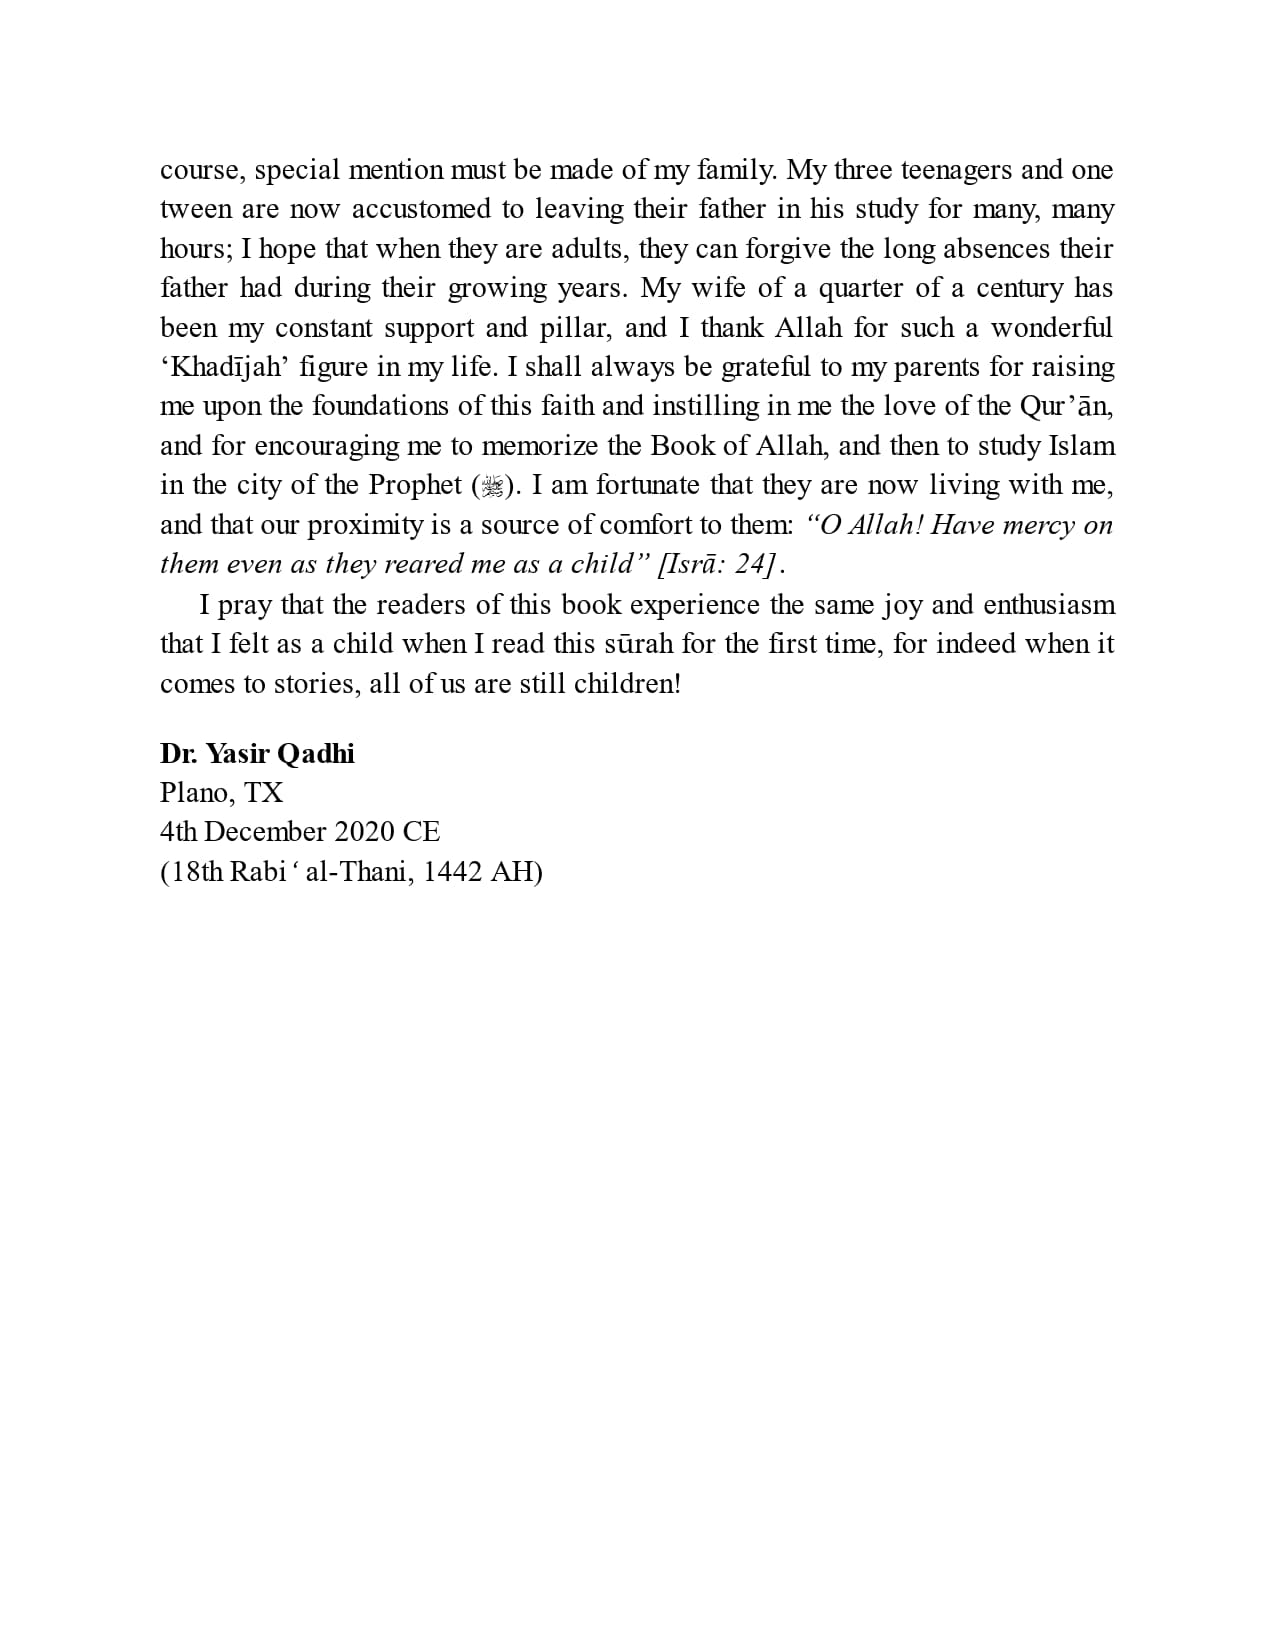 course, special mention must be made of my family. My three teenagers and one
tween are now accustomed to leaving their father in his study for many, many
hours; I hope that when they are adults, they can forgive the long absences their
father had during their growing years. My wife of a quarter of a century has
been my constant support and pillar, and I thank Allah for such a wonderful
‘Khadījah’ figure in my life. I shall always be grateful to my parents for raising
me upon the foundations of this faith and instilling in me the love of the Qur’ān,
and for encouraging me to memorize the Book of Allah, and then to study Islam
in the city of the Prophet (ﷺ). I am fortunate that they are now living with me,
and that our proximity is a source of comfort to them: “O Allah! Have mercy on
them even as they reared me as a child” [Isrā: 24].
I pray that the readers of this book experience the same joy and enthusiasm
that I felt as a child when I read this sūrah for the first time, for indeed when it
comes to stories, all of us are still children!
Dr. Yasir Qadhi
Plano, TX
4th December 2020 CE
(18th Rabi‘ al-Thani, 1442 AH)